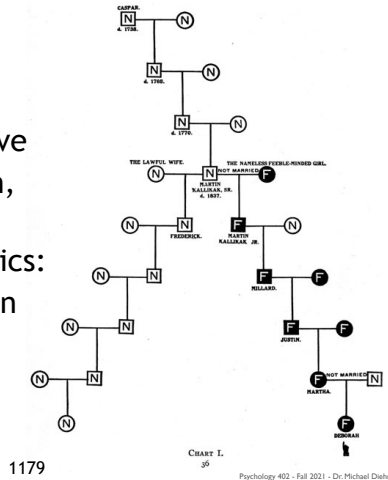 CASPAR.
N N
d. 1735.
N N
d. 1762.
N N
d. 1770.
ve
THE LAWFUL WIFE. THE NAMELESS FEEBLE-MINDED GIRL.
N N NOT MARRIED F
MARTIN
KALLIKAK, SR.
d. 1837.
n,
N N F N
FREDERICK. MARTIN
KALLIKAK JR.
ics:
N N F F
MILLARD.
n
N N F F
JUSTIN.
N N F NOT MARRIED N
MARTHA.
N F
DEBORAH
CHART I.
36
1179
Psychology 402 - Fall 2021 - Dr. Michael Dieh